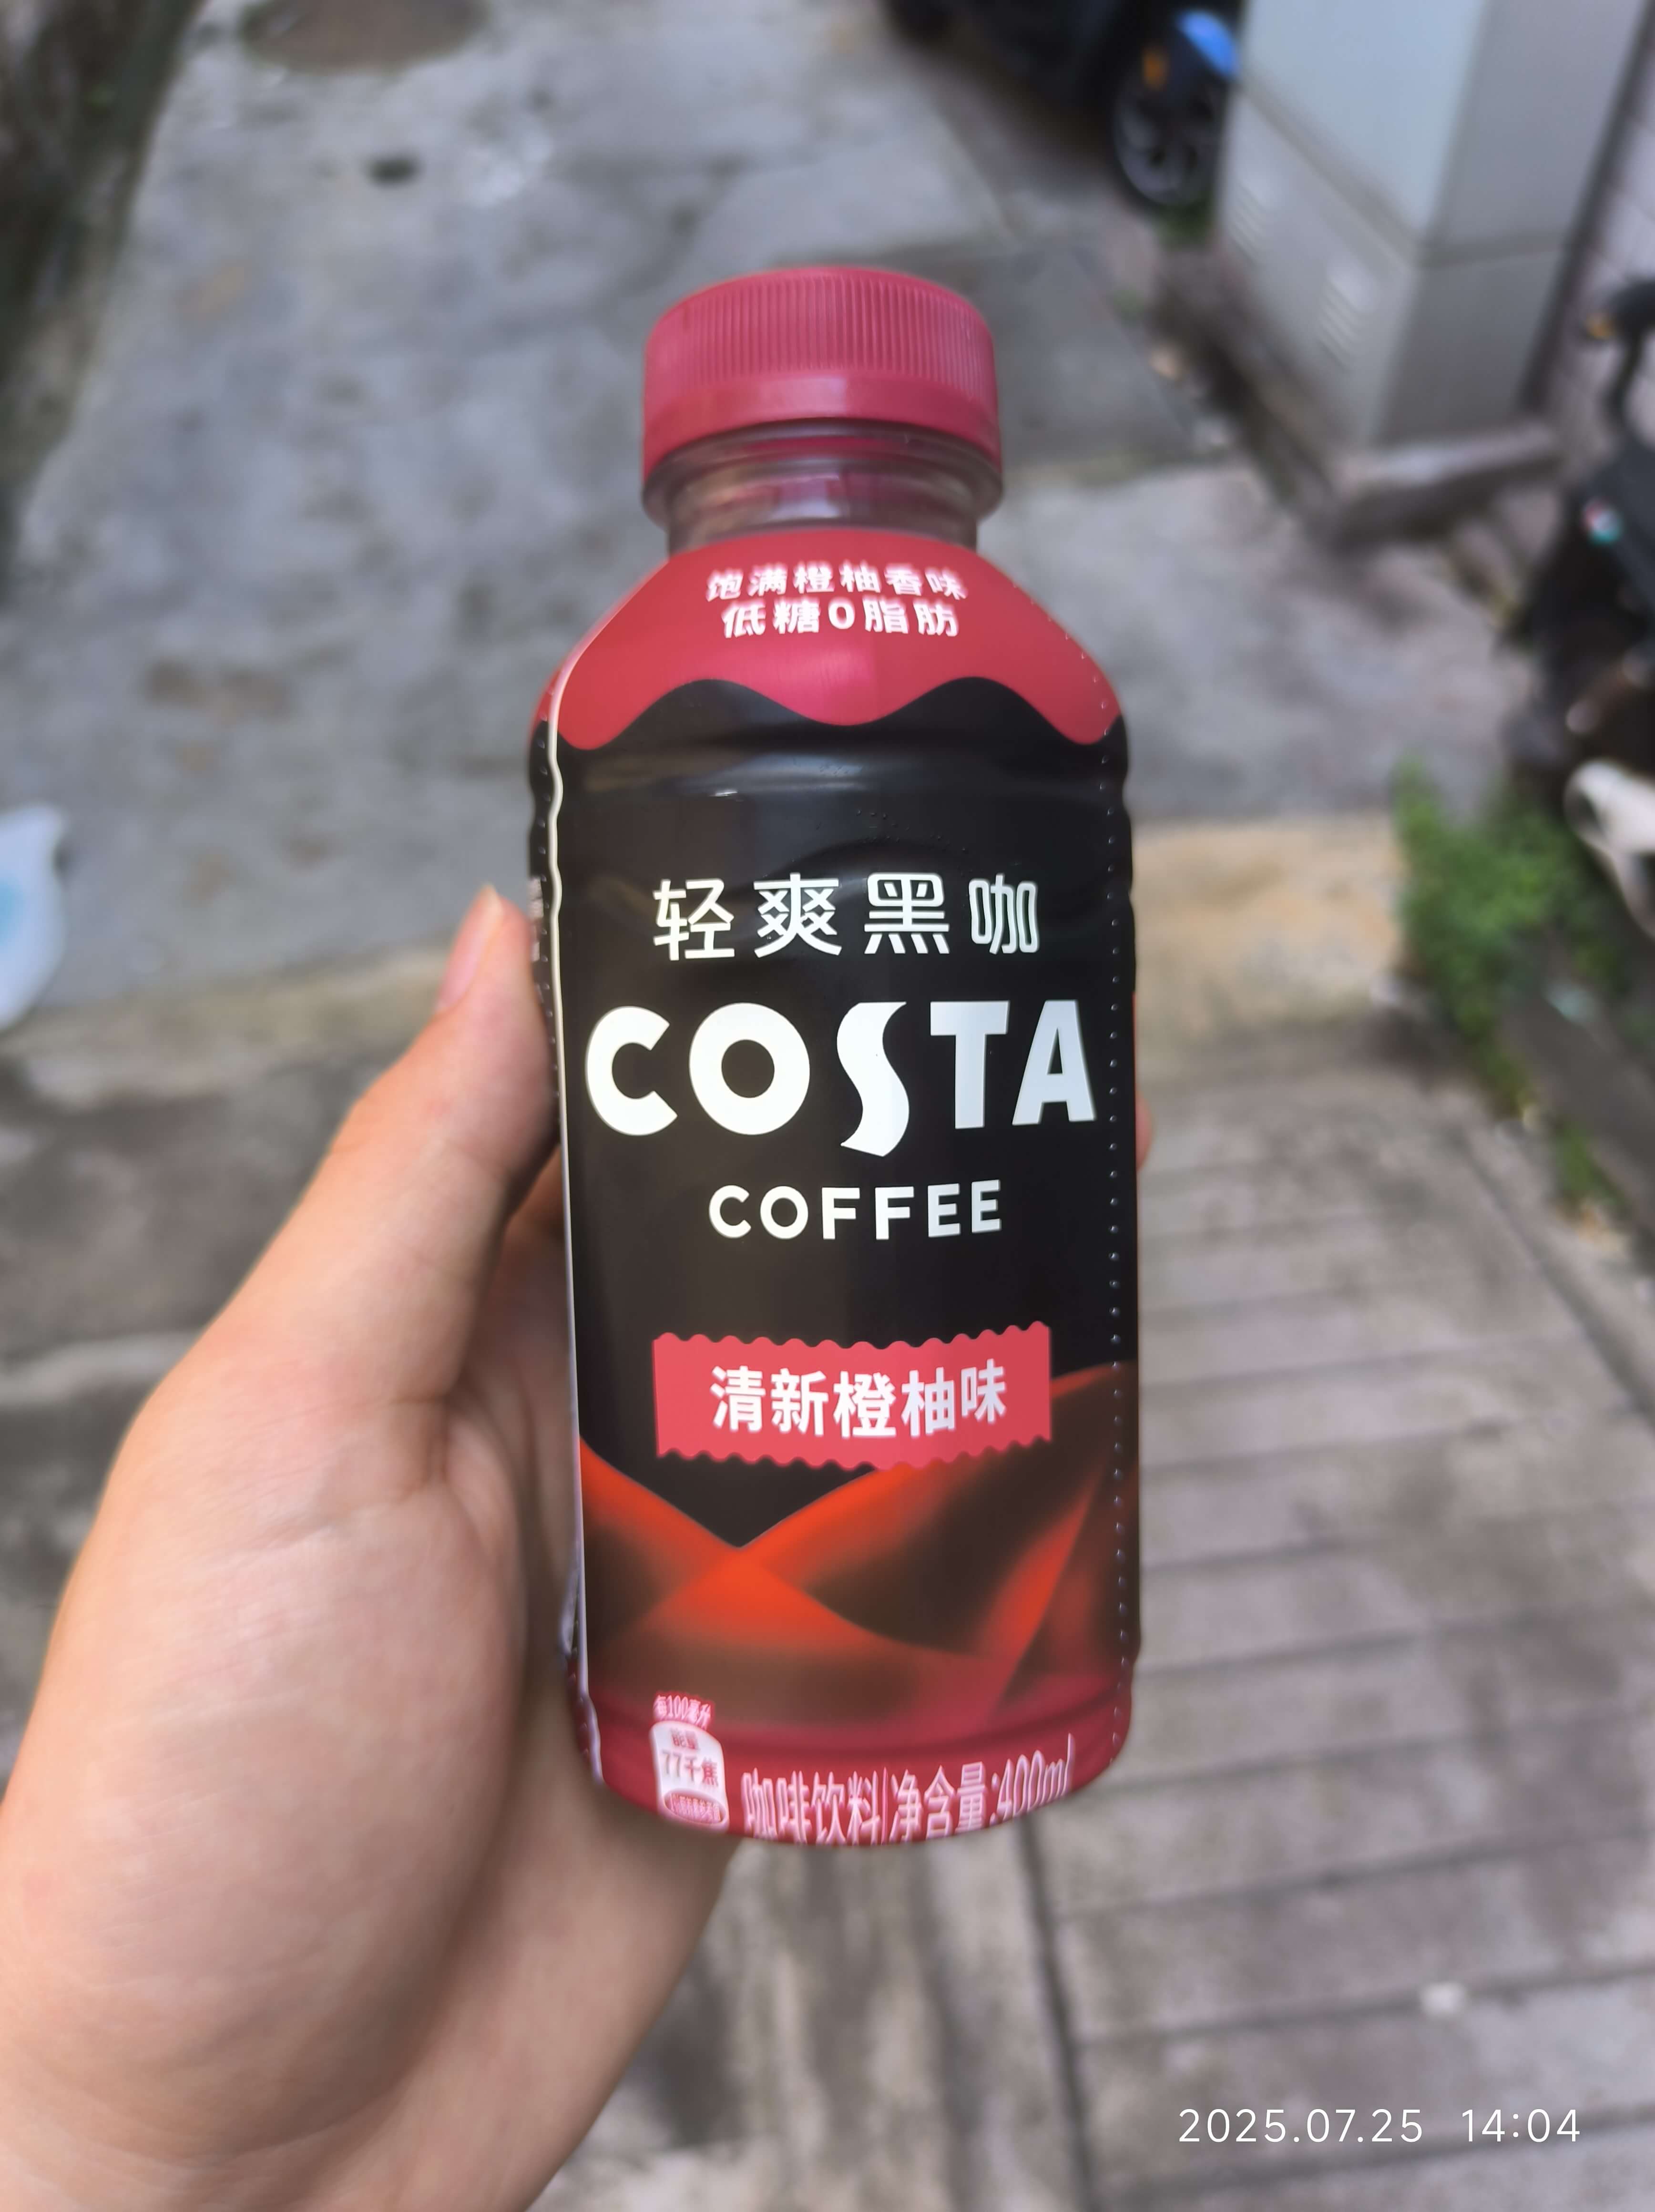 饱满橙柚香味
低糖0脂肪
轻爽黑咖
COSTA
COFFEE
清新橙柚味
每100毫升
能量
77千焦
咖啡饮料|净含量:400ml
2025.07.25 14:04